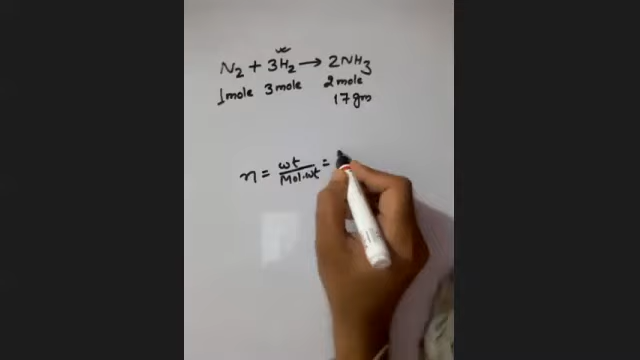 N₂ + 3H₂ → 2NH₃
1mole 3mole 2mole
17gm
n = wt/Mol.wt =